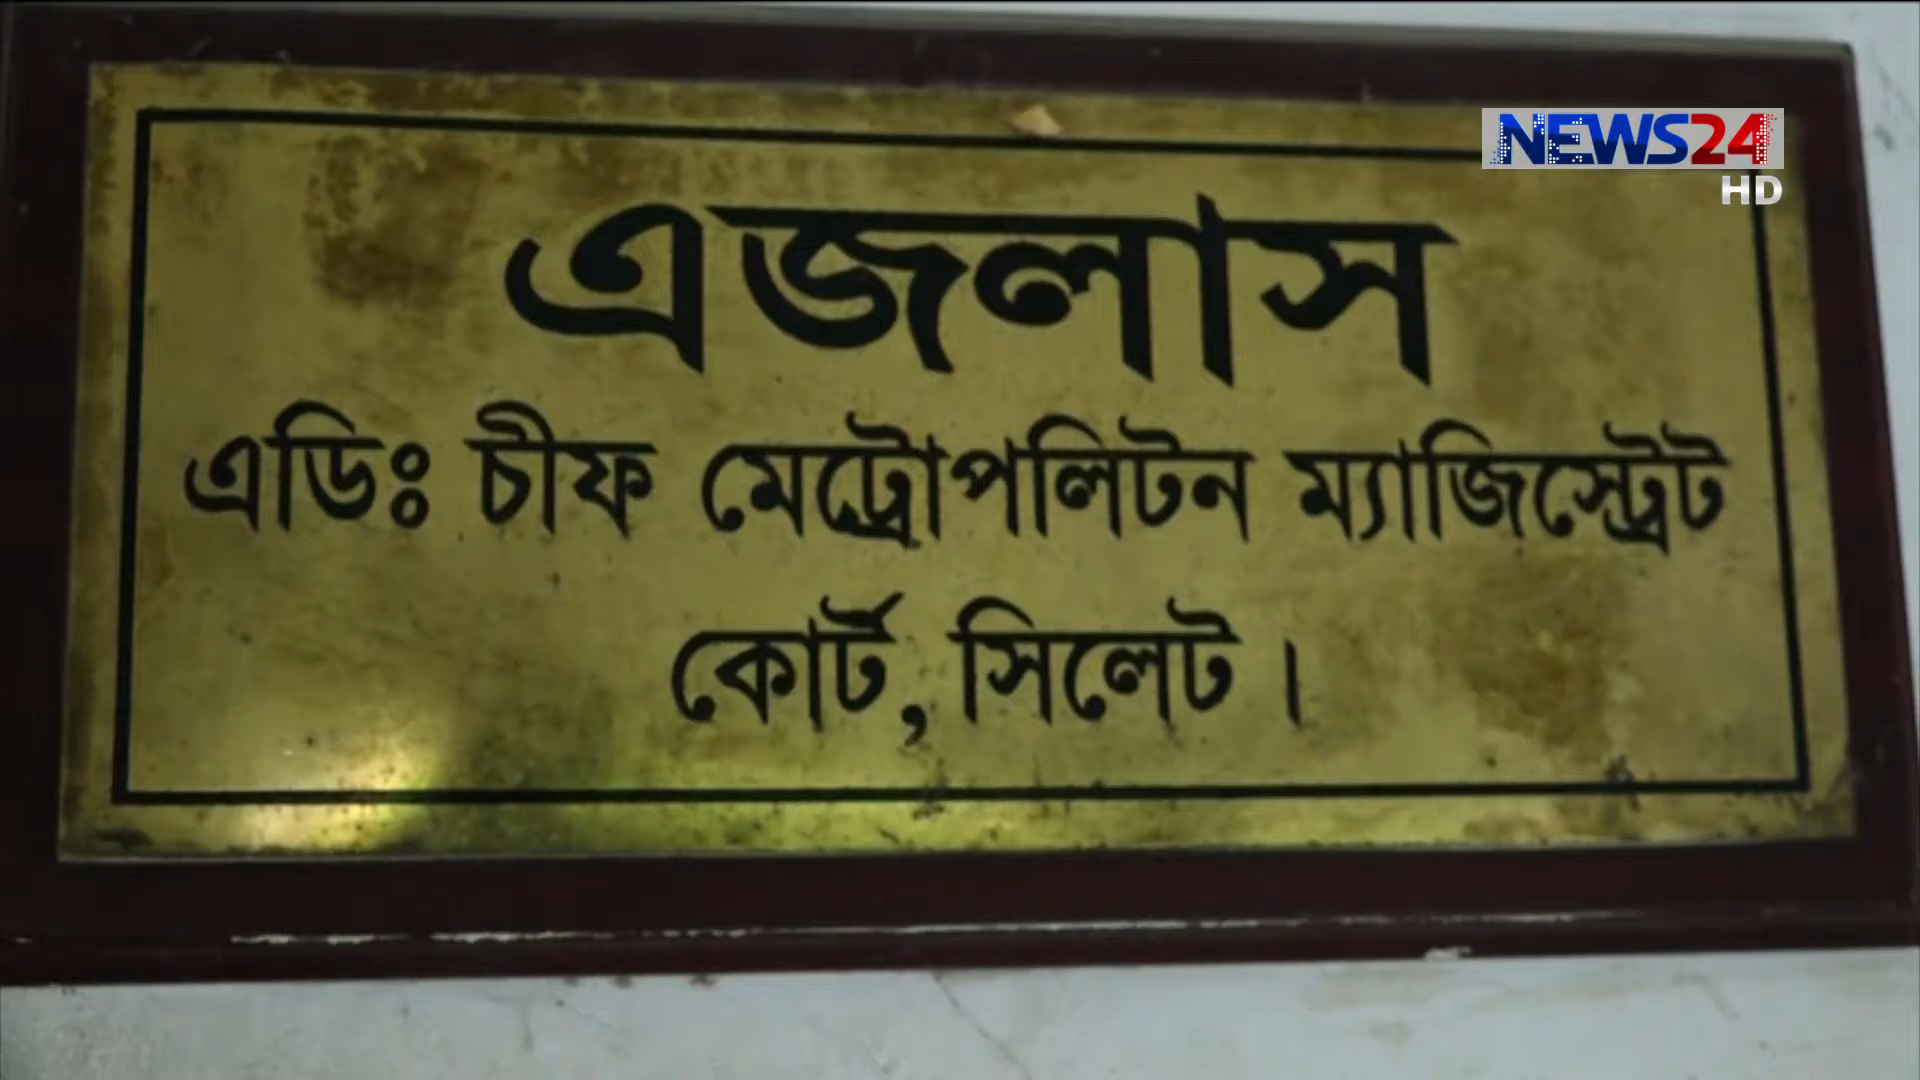 NEWS24
HD
এজলাস
এডিঃ চীফ মেট্রোপলিটন ম্যাজিস্ট্রেট
কোর্ট, সিলেট।